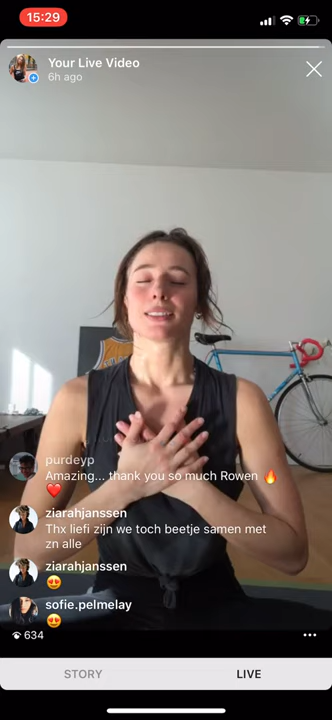 15:29
Your Live Video
6h ago
purdeyp
Amazing... thank you so much Rowen 🔥
❤️
ziarahjanssen
Thx liefi zijn we toch beetje samen met
zn alle
ziarahjanssen
😍
sofie.pelmelay
😍
634
STORY LIVE